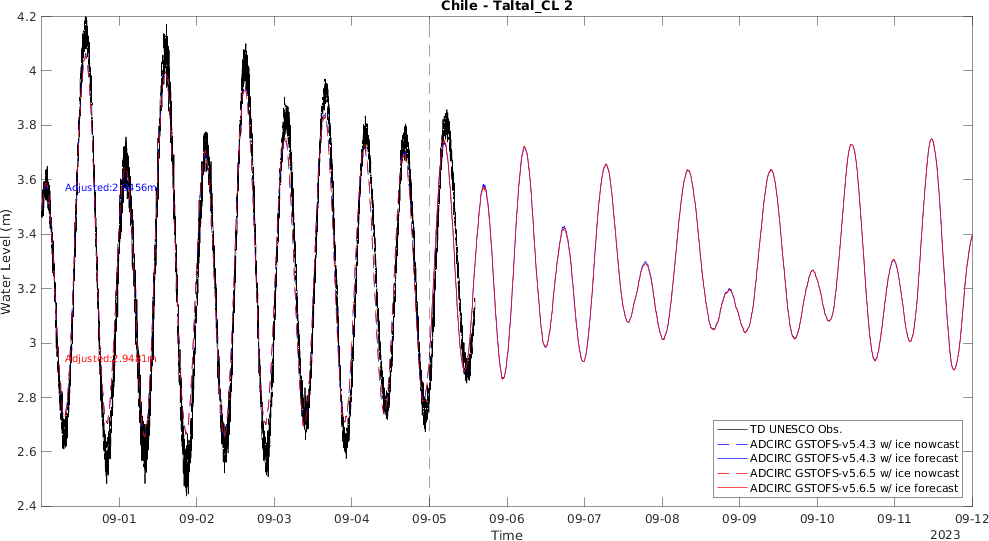 Chile - Taltal_CL 2
Water Level (m)
4.2
4
3.8
3.6
3.4
3.2
3
2.8
2.6
2.4
Adjusted:2.9481m
TD UNESCO Obs.
ADCIRC GSTOFS-v5.4.3 w/ ice nowcast
ADCIRC GSTOFS-v5.4.3 w/ ice forecast
ADCIRC GSTOFS-v5.6.5 w/ ice nowcast
ADCIRC GSTOFS-v5.6.5 w/ ice forecast
09-01 09-02 09-03 09-04 09-05 09-06 09-07 09-08 09-09 09-10 09-11 09-12
Time
2023